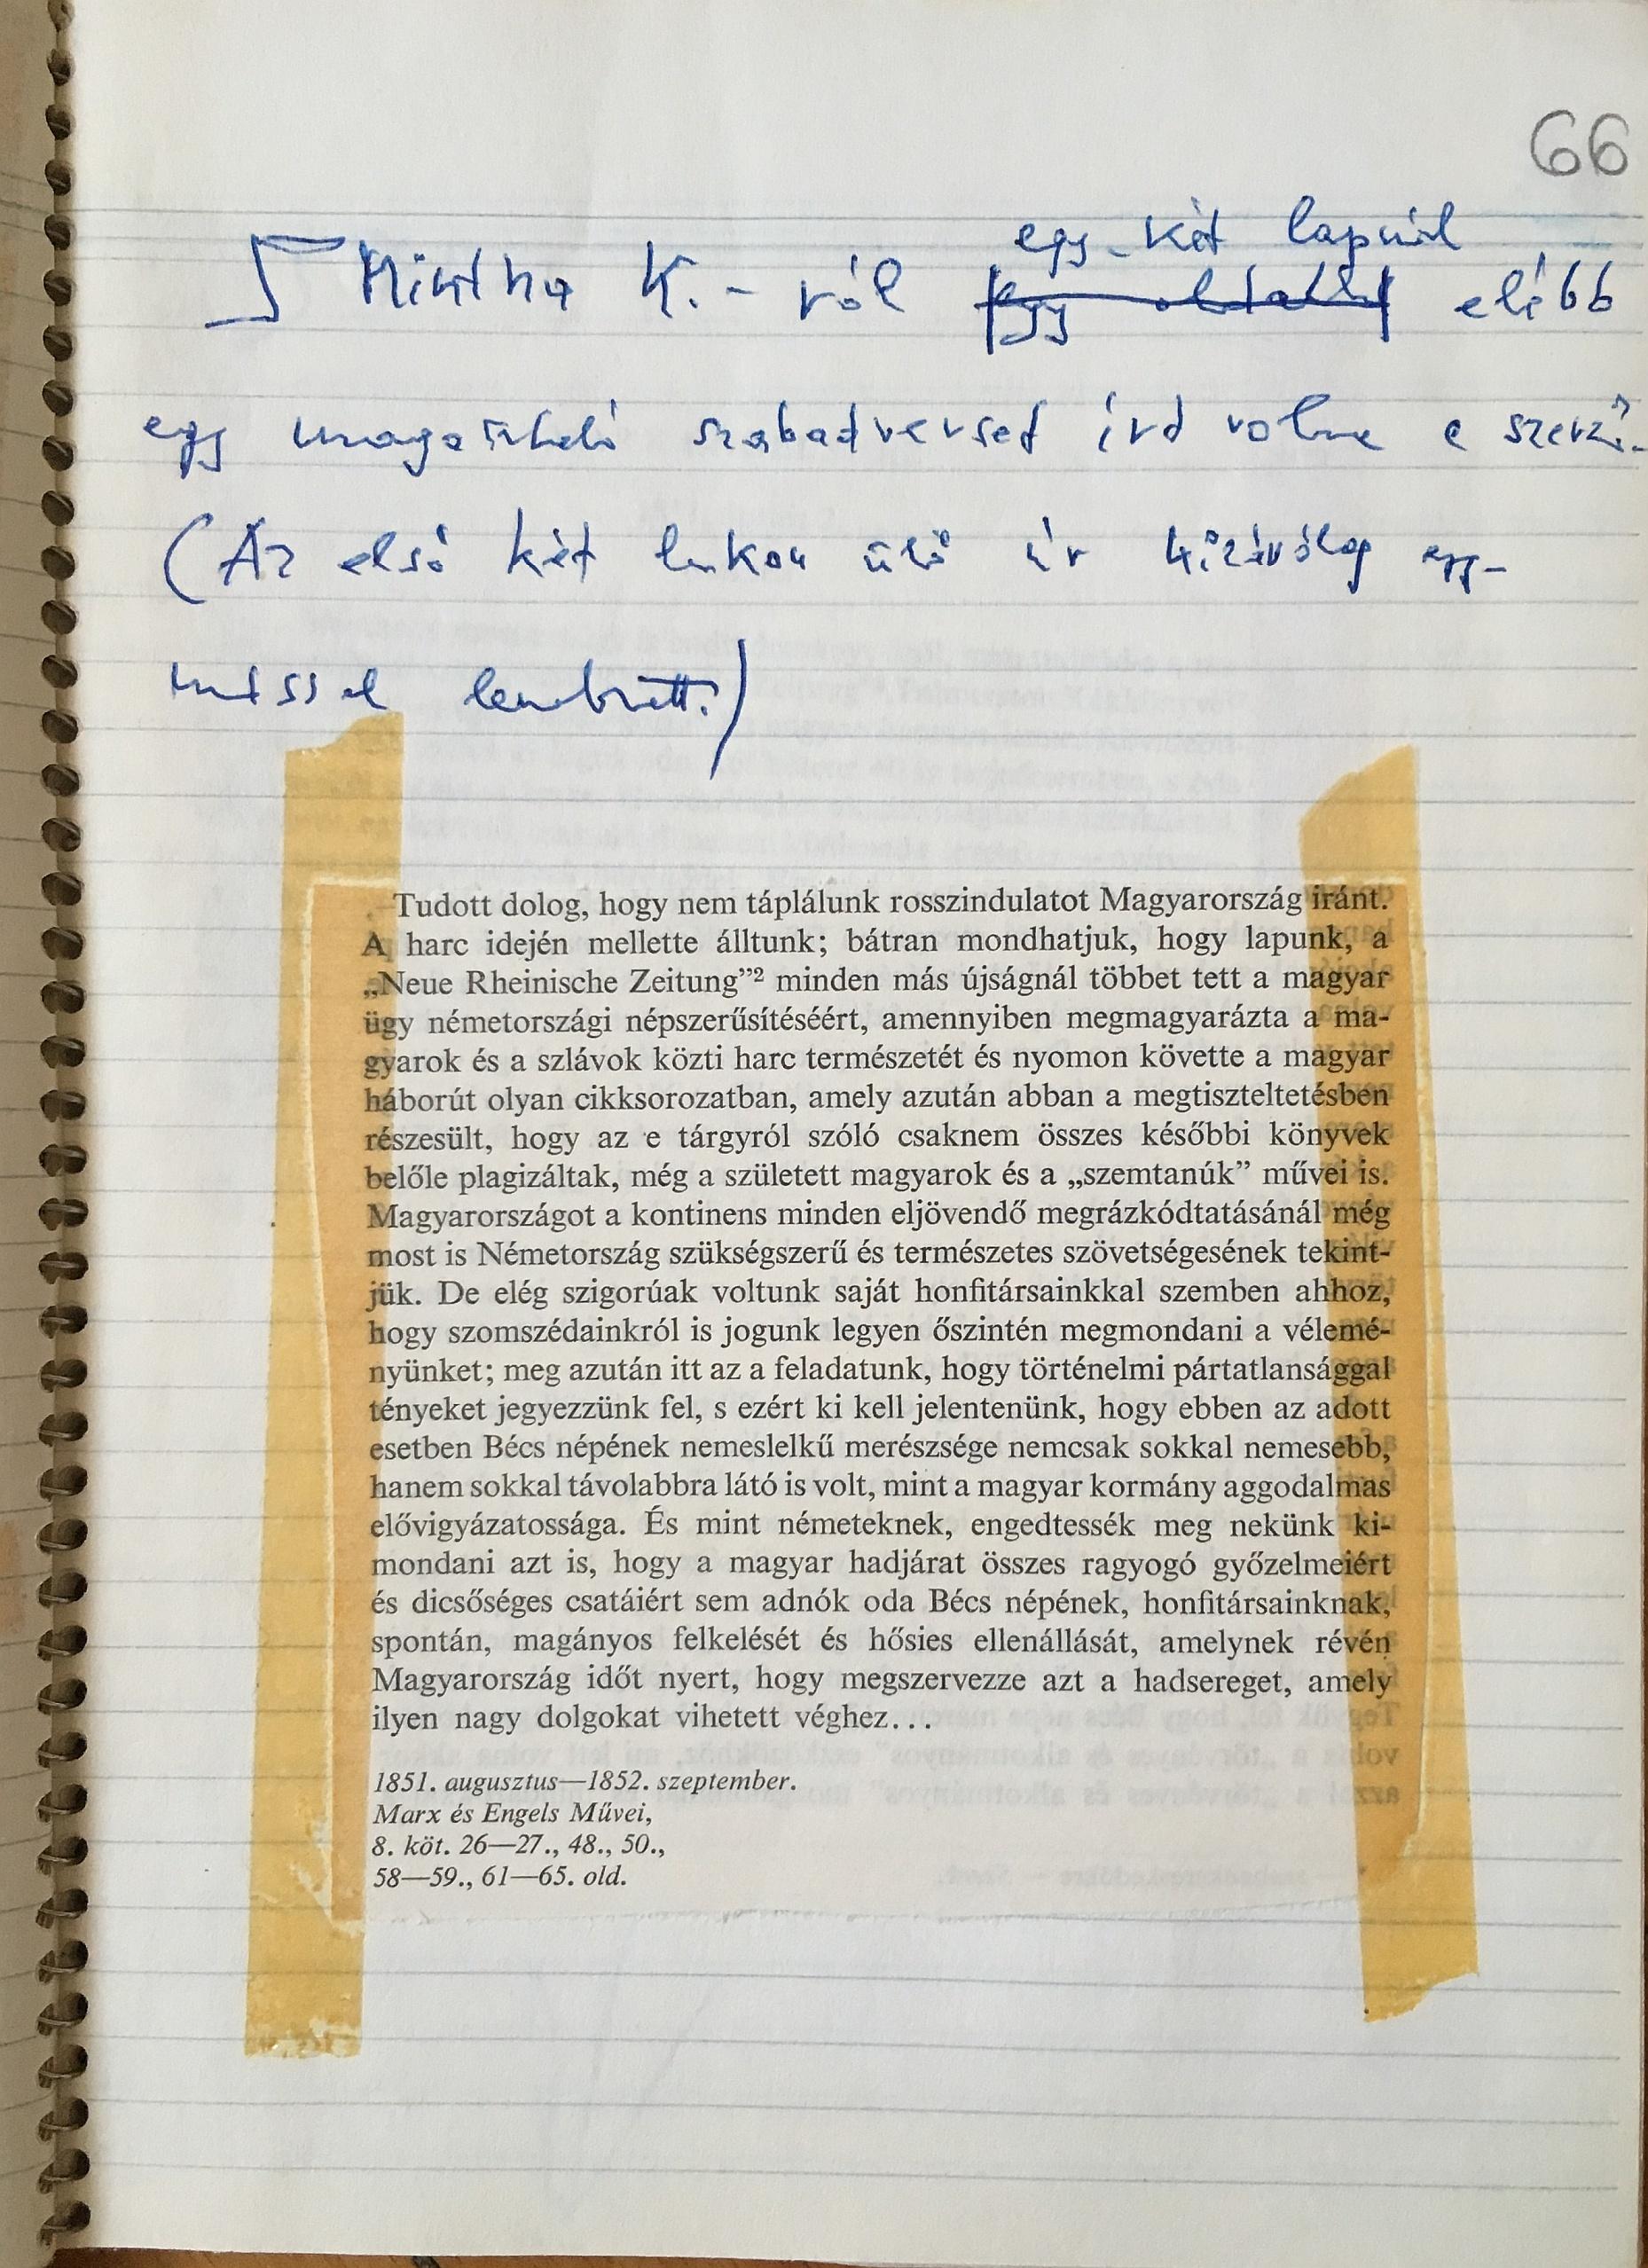 66
egy-két lapnál
Mintha K.-ról egy oldallal előbb
egy magasztaló szabadverset írt volna e szerző.
(Az első két lukon ülő úr kizárólag egy-
mással levelezett.)
Tudott dolog, hogy nem táplálunk rosszindulatot Magyarország iránt.
A harc idején mellette álltunk; bátran mondhatjuk, hogy lapunk, a
„Neue Rheinische Zeitung”² minden más újságnál többet tett a magyar
ügy németországi népszerűsítéséért, amennyiben megmagyarázta a ma-
gyarok és a szlávok közti harc természetét és nyomon követte a magyar
háborút olyan cikksorozatban, amely azután abban a megtiszteltetésben
részesült, hogy az e tárgyról szóló csaknem összes későbbi könyvek
belőle plagizáltak, még a született magyarok és a „szemtanúk” művei is.
Magyarországot a kontinens minden eljövendő megrázkódtatásánál még
most is Németország szükségszerű és természetes szövetségesének tekint-
jük. De elég szigorúak voltunk saját honfitársainkkal szemben ahhoz,
hogy szomszédainkról is jogunk legyen őszintén megmondani a vélemé-
nyünket; meg azután itt az a feladatunk, hogy történelmi pártatlansággal
tényeket jegyezzünk fel, s ezért ki kell jelentenünk, hogy ebben az adott
esetben Bécs népének nemeslelkű merészsége nemcsak sokkal nemesebb,
hanem sokkal távolabbra látó is volt, mint a magyar kormány aggodalmas
elővigyázatossága. És mint németeknek, engedtessék meg nekünk ki-
mondani azt is, hogy a magyar hadjárat összes ragyogó győzelmeiért
és dicsőséges csatáiért sem adnók oda Bécs népének, honfitársainknak,
spontán, magányos felkelését és hősies ellenállását, amelynek révén
Magyarország időt nyert, hogy megszervezze azt a hadsereget, amely
ilyen nagy dolgokat vihetett véghez...
1851. augusztus—1852. szeptember.
Marx és Engels Művei,
8. köt. 26—27., 48., 50.,
58—59., 61—65. old.